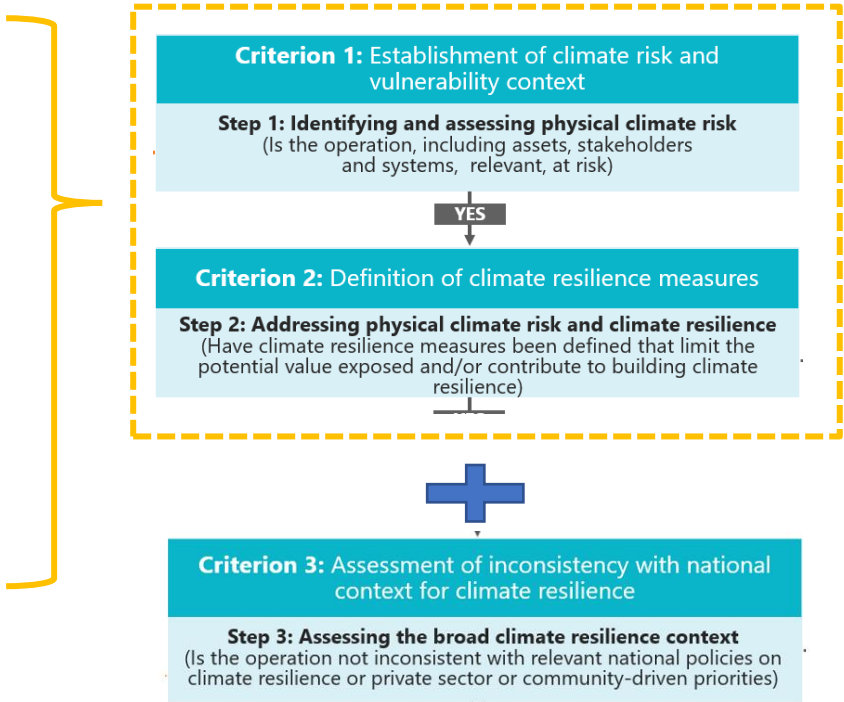 Criterion 1: Establishment of climate risk and
vulnerability context
Step 1: Identifying and assessing physical climate risk
(Is the operation, including assets, stakeholders
and systems, relevant, at risk)
YES
Criterion 2: Definition of climate resilience measures
Step 2: Addressing physical climate risk and climate resilience
(Have climate resilience measures been defined that limit the
potential value exposed and/or contribute to building climate
resilience)
Criterion 3: Assessment of inconsistency with national
context for climate resilience
Step 3: Assessing the broad climate resilience context
(Is the operation not inconsistent with relevant national policies on
climate resilience or private sector or community-driven priorities)